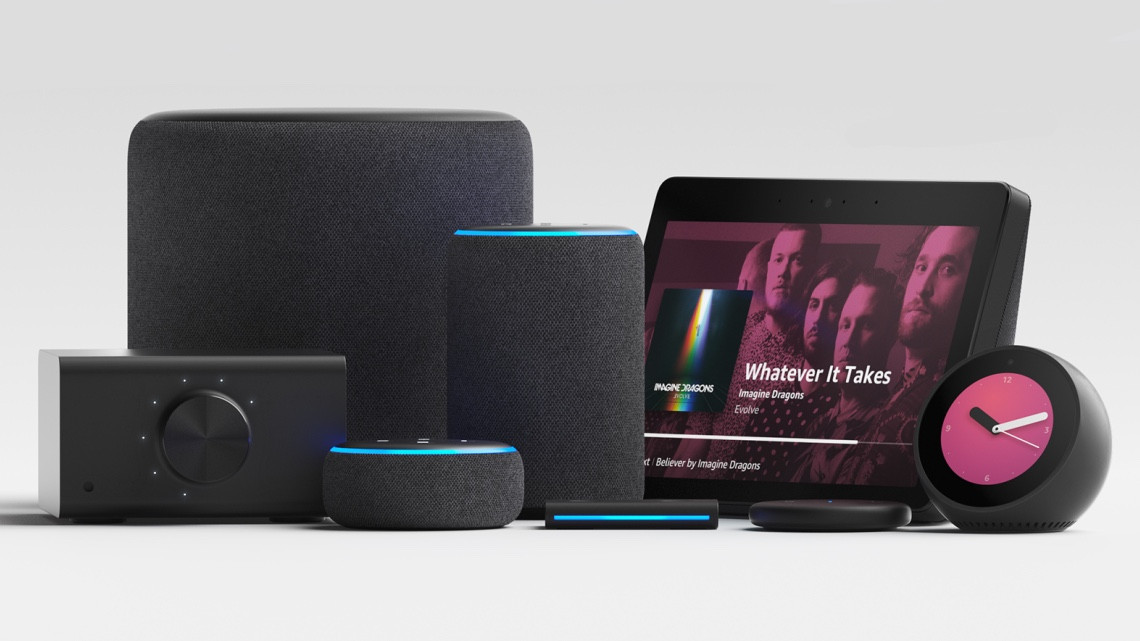 IMAGINE DRAGONS
EVOLVE
Whatever It Takes
Imagine Dragons
Evolve
xt | Believer by Imagine Dragons
12
3
6
9